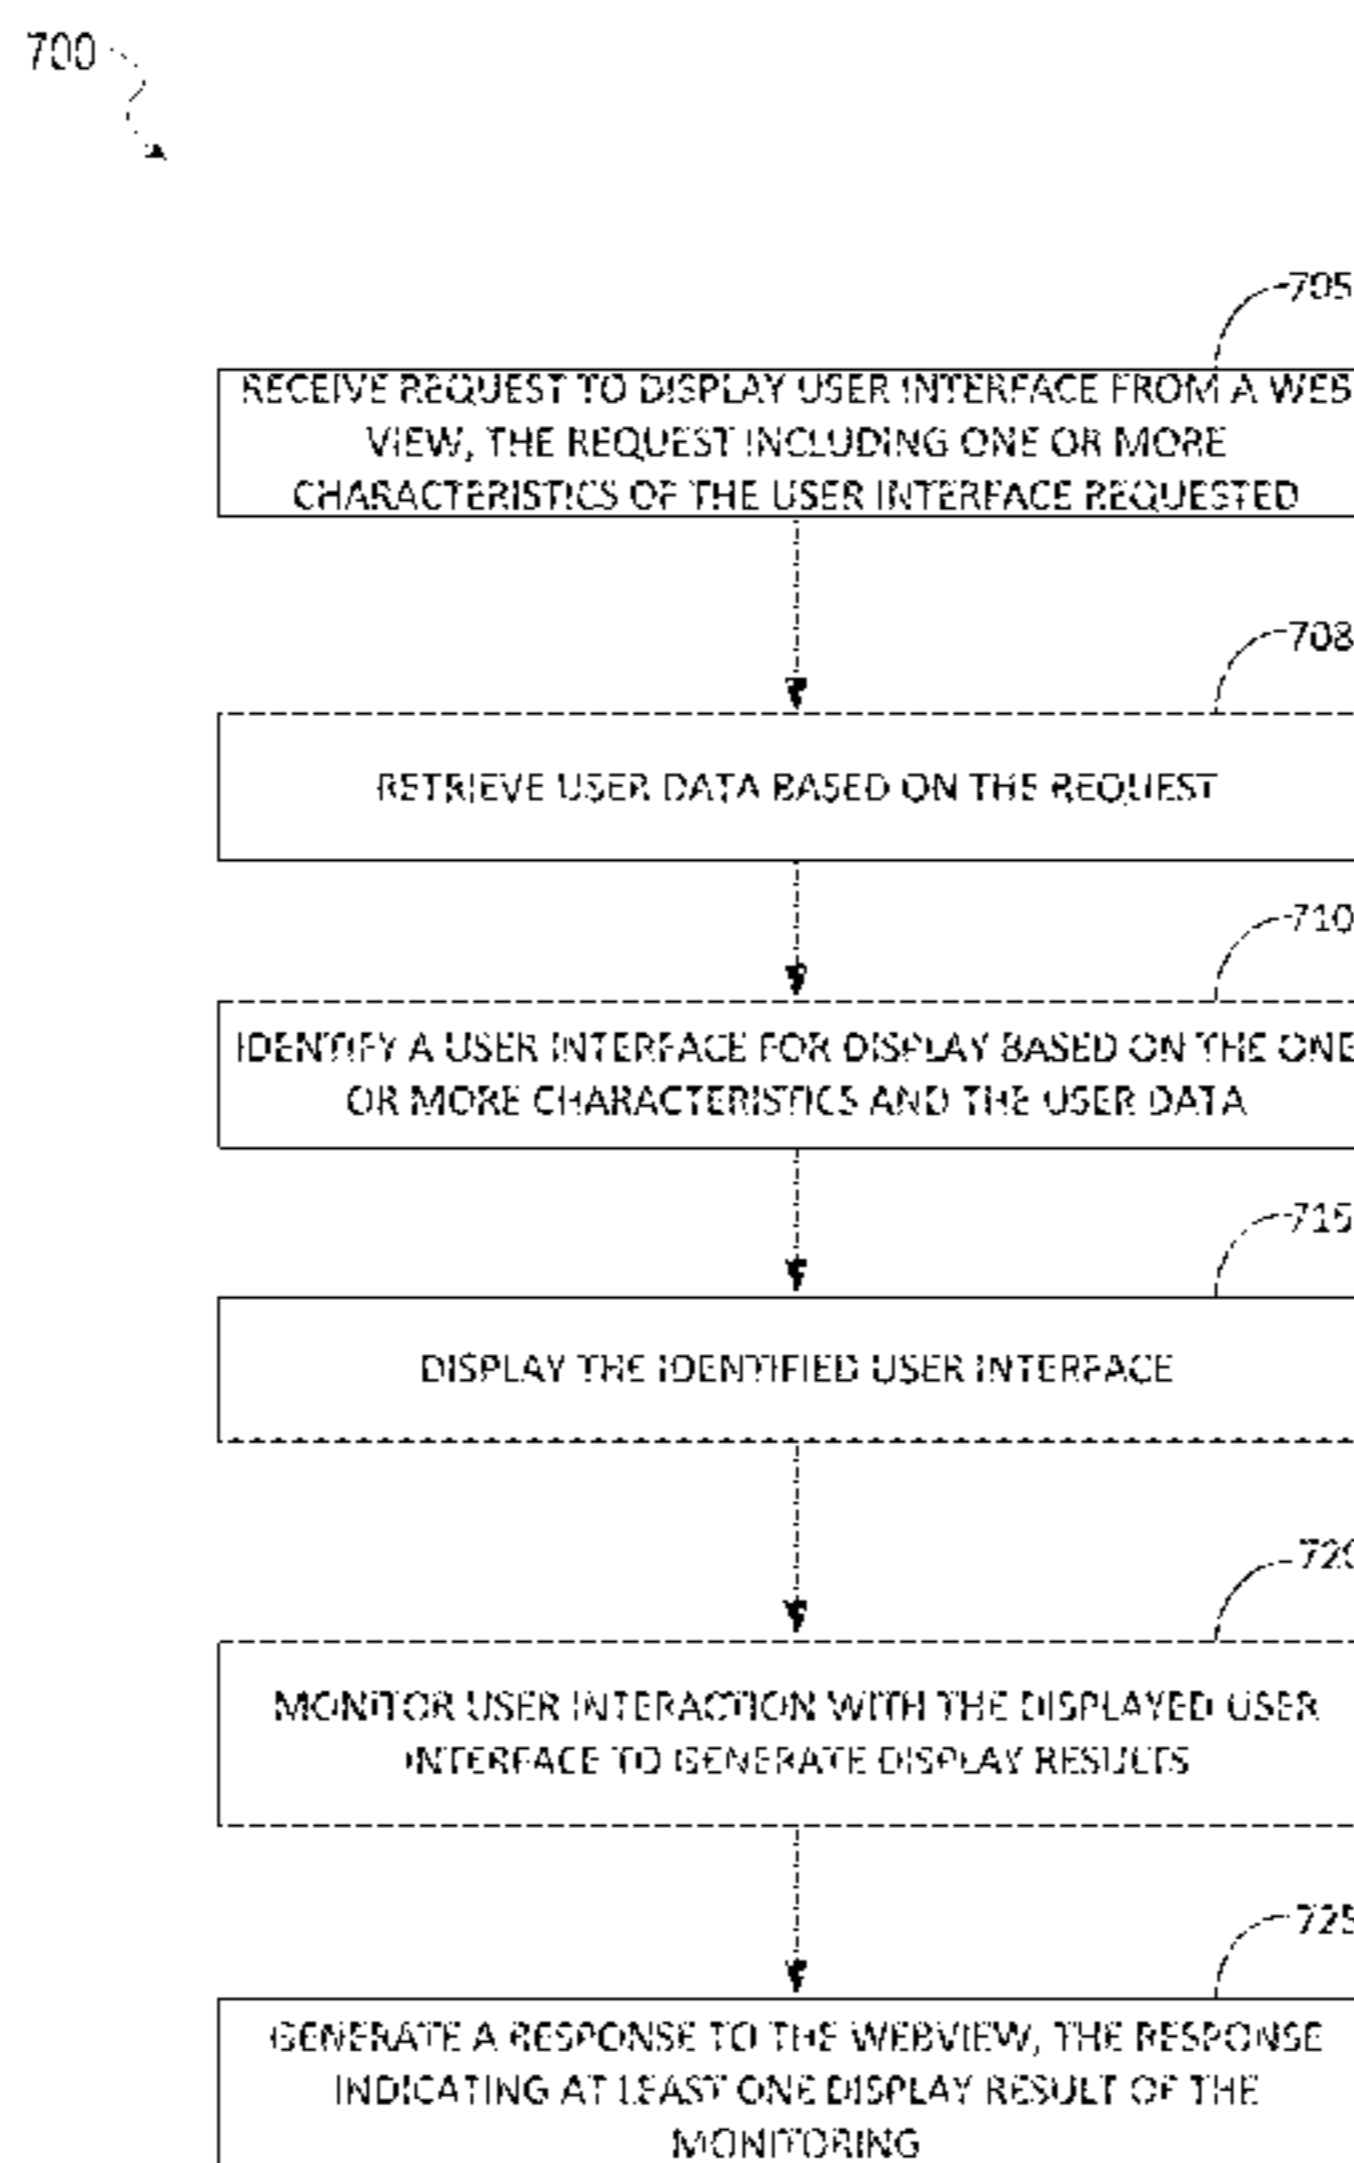 700
705
RECEIVE REQUEST TO DISPLAY USER INTERFACE FROM A WEB
VIEW, THE REQUEST INCLUDING ONE OR MORE
CHARACTERISTICS OF THE USER INTERFACE REQUESTED
708
RETRIEVE USER DATA BASED ON THE REQUEST
710
IDENTIFY A USER INTERFACE FOR DISPLAY BASED ON THE ONE
OR MORE CHARACTERISTICS AND THE USER DATA
715
DISPLAY THE IDENTIFIED USER INTERFACE
720
MONITOR USER INTERACTION WITH THE DISPLAYED USER
INTERFACE TO GENERATE DISPLAY RESULTS
725
GENERATE A RESPONSE TO THE WEBVIEW, THE RESPONSE
INDICATING AT LEAST ONE DISPLAY RESULT OF THE
MONITORING